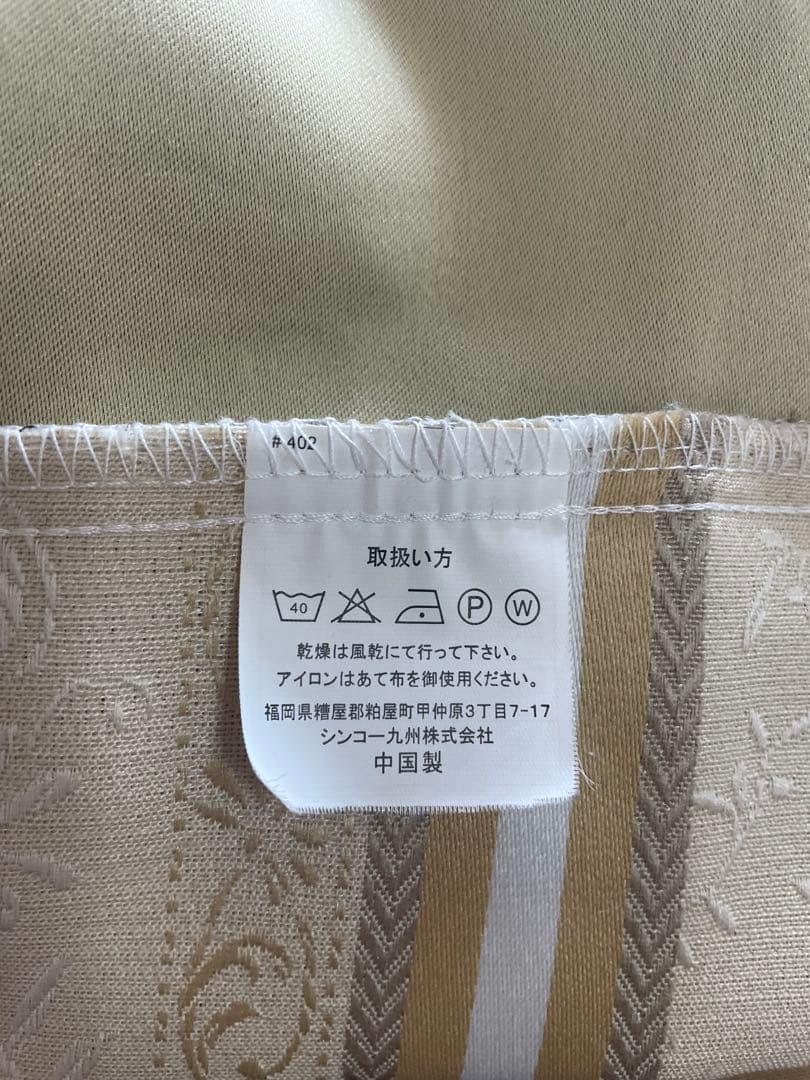 #402
取扱い方
40 P W
乾燥は風乾にて行って下さい。
アイロンはあて布を御使用ください。
福岡県糟屋郡粕屋町甲仲原3丁目7-17
シンコー九州株式会社
中国製